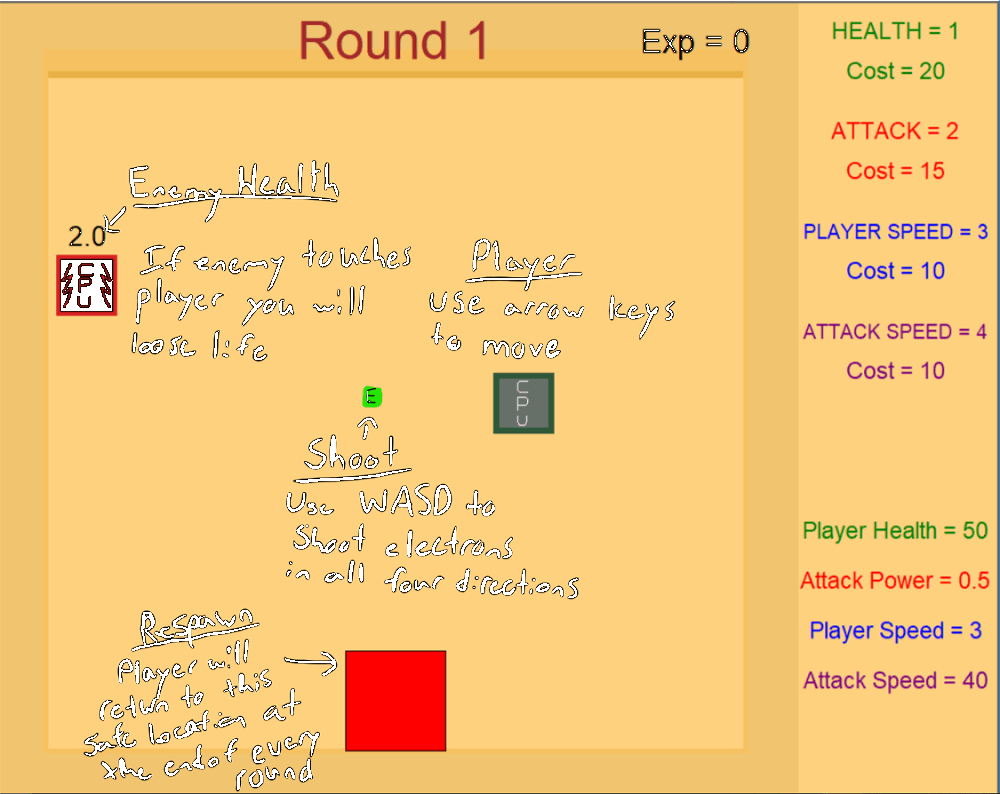 Round 1
Exp = 0
HEALTH = 1
Cost = 20
ATTACK = 2
Cost = 15
PLAYER SPEED = 3
Cost = 10
ATTACK SPEED = 4
Cost = 10
Enemy Health
2.0
CPU
If enemy touches
player you will
loose life
Player
Use arrow keys
to move
CPU
E
Shoot
Use WASD to
Shoot electrons
in all four directions
Respawn
Player will
return to this
safe location at
the end of every
round
Player Health = 50
Attack Power = 0.5
Player Speed = 3
Attack Speed = 40